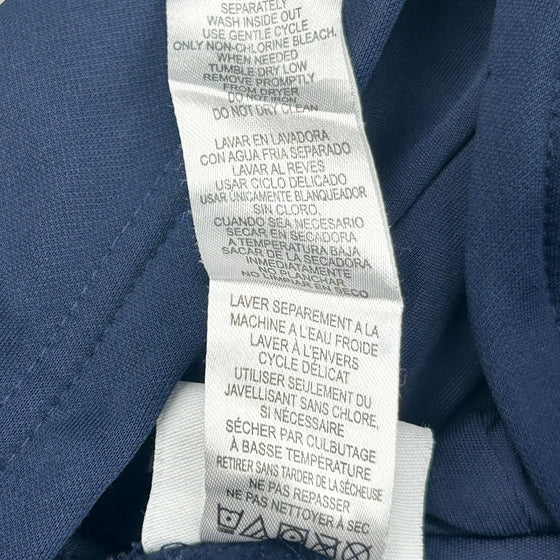 SEPARATELY
WASH INSIDE OUT
USE GENTLE CYCLE
ONLY NON-CHLORINE BLEACH,
WHEN NEEDED
TUMBLE DRY LOW
REMOVE PROMPTLY
FROM DRYER
DO NOT IRON
DO NOT DRY CLEAN
LAVAR EN LAVADORA
CON AGUA FRIA SEPARADO
LAVAR AL REVES
USAR CICLO DELICADO
USAR UNICAMENTE BLANQUEADOR
SIN CLORO,
CUANDO SEA NECESARIO
SECAR EN SECADORA
A TEMPERATURA BAJA
SACAR DE LA SECADORA
INMEDIATAMENTE
NO PLANCHAR
NO LIMPIAR EN SECO
LAVER SEPAREMENT A LA
MACHINE A L'EAU FROIDE
LAVER À L'ENVERS
CYCLE DÉLICAT
UTILISER SEULEMENT DU
JAVELLISANT SANS CHLORE,
SI NÉCESSAIRE
SÉCHER PAR CULBUTAGE
À BASSE TEMPÉRATURE
RETIRER SANS TARDER DE LA SÉCHEUSE
NE PAS REPASSER
NE PAS NETTOYER À SEC